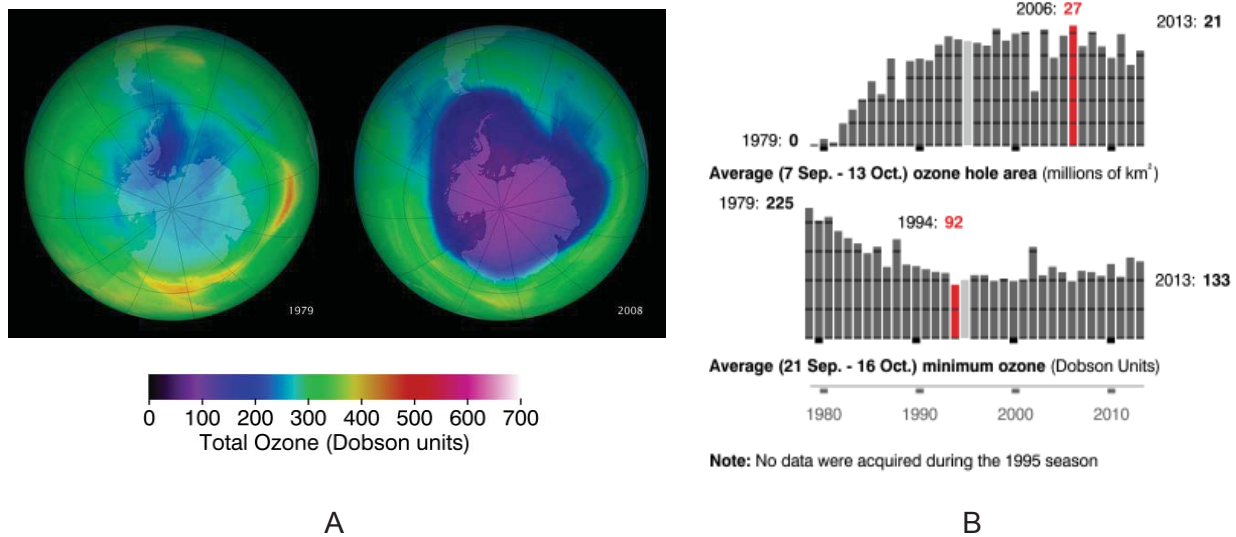 1979
2008
0 100 200 300 400 500 600 700
Total Ozone (Dobson units)
A
2006: 27
2013: 21
1979: 0
Average (7 Sep. - 13 Oct.) ozone hole area (millions of km²)
1979: 225
1994: 92
2013: 133
Average (21 Sep. - 16 Oct.) minimum ozone (Dobson Units)
1980 1990 2000 2010
Note: No data were acquired during the 1995 season
B